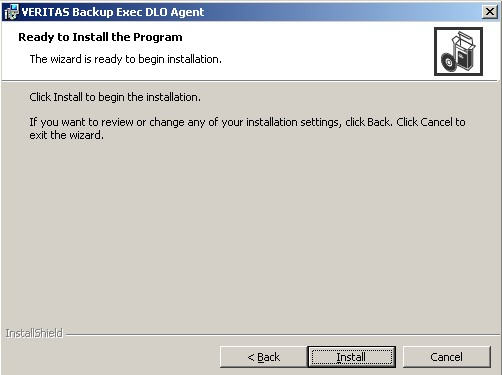 VERITAS Backup Exec DLO Agent
Ready to Install the Program
The wizard is ready to begin installation.
Click Install to begin the installation.
If you want to review or change any of your installation settings, click Back. Click Cancel to
exit the wizard.
InstallShield
< Back
Install
Cancel